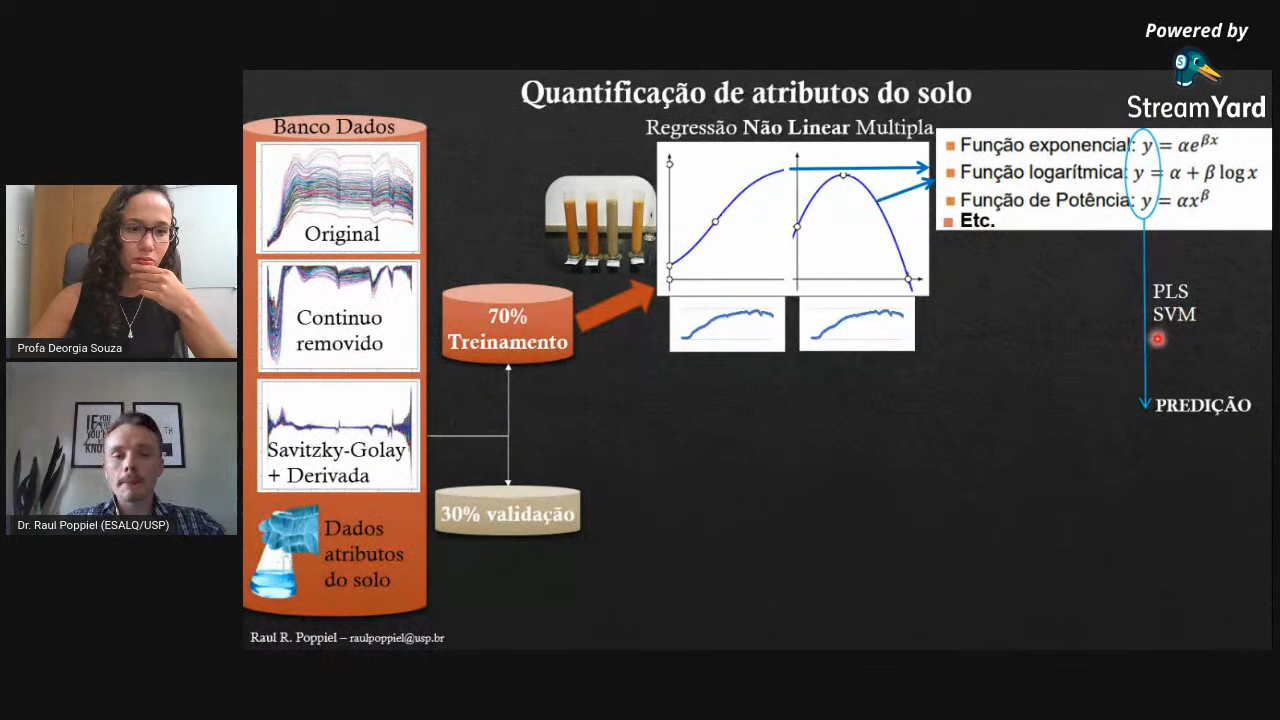 Powered by
StreamYard
Quantificação de atributos do solo
Banco Dados
Original
Continuo
removido
Savitzky-Golay
+ Derivada
Dados
atributos
do solo
70%
Treinamento
30% validação
Regressão Não Linear Multipla
Função exponencial: y = αe^{βx}
Função logarítmica: y = α + β log x
Função de Potência: y = αx^β
Etc.
PLS
SVM
PREDIÇÃO
Profa Deorgia Souza
Dr. Raul Poppiel (ESALQ/USP)
Raul R. Poppiel – raulpoppiel@usp.br